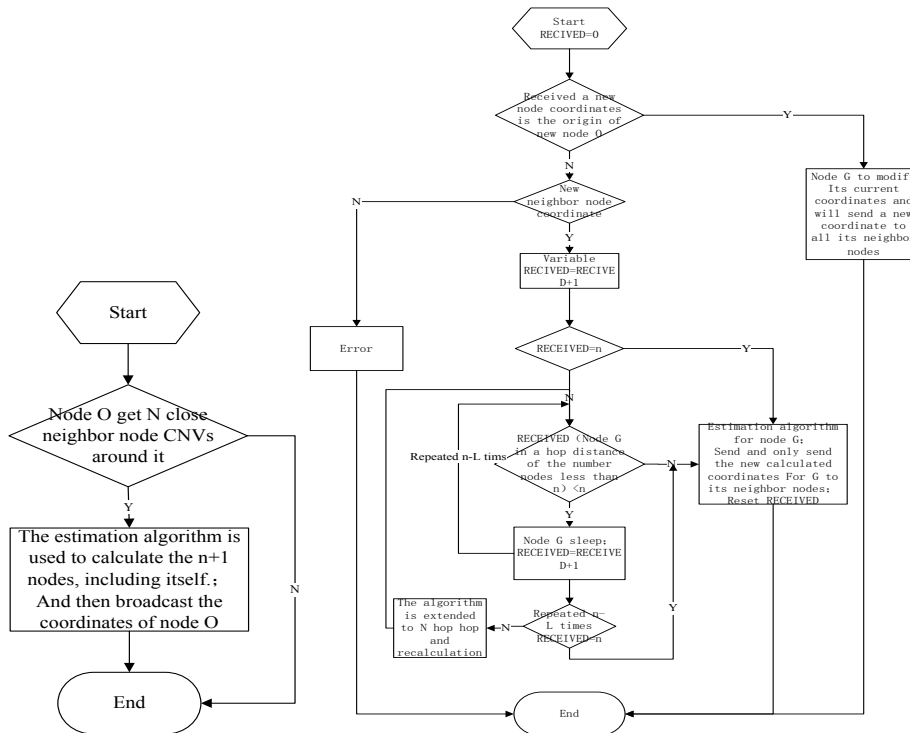 Start
Node O get N close
neighbor node CNVs
around it
Y
N
The estimation algorithm is
used to calculate the n+1
nodes, including itself.；
And then broadcast the
coordinates of node O
End
Start
RECIVED=0
Received a new
node coordinates
is the origin of
new node O
Y
N
Node G to modif
Its current
coordinates and
will send a new
coordinate to
all its neighbor
nodes
New
neighbor node
coordinate
N
Y
Variable
RECIVED=RECIVE
D+1
Error
RECEIVED=n
Y
N
RECEIVED (Node G
in a hop distance
of the number
nodes less than
n) <n
Repeated n-L tims
N
Estimation algorithm
for node G；
Send and only send
the new calculated
coordinates For G to
its neighbor nodes；
Reset RECEIVED
Y
Node G sleep；
RECEIVED=RECEIVE
D+1
Repeated n-
L times
RECEIVED=n
Y
N
The algorithm
is extended
to N hop hop
and
recalculation
End